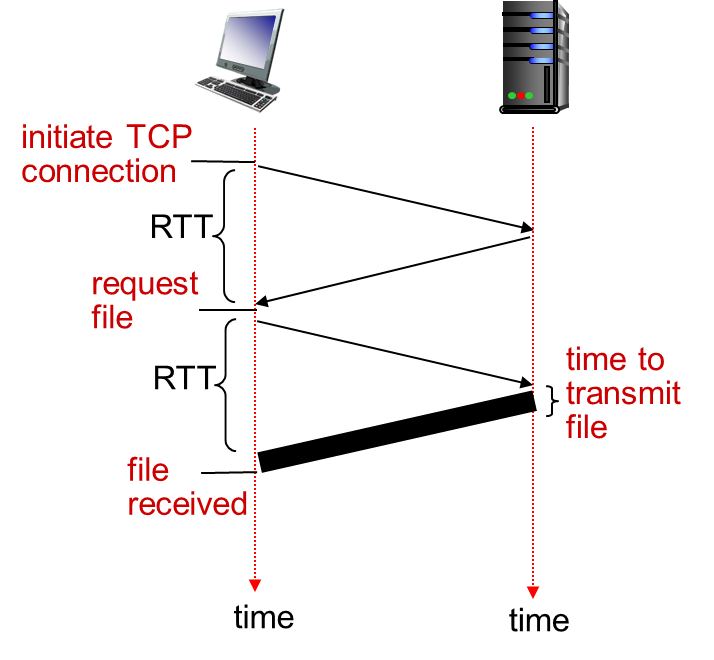 initiate TCP
connection
RTT
request
file
RTT
time to
transmit
file
file
received
time
time